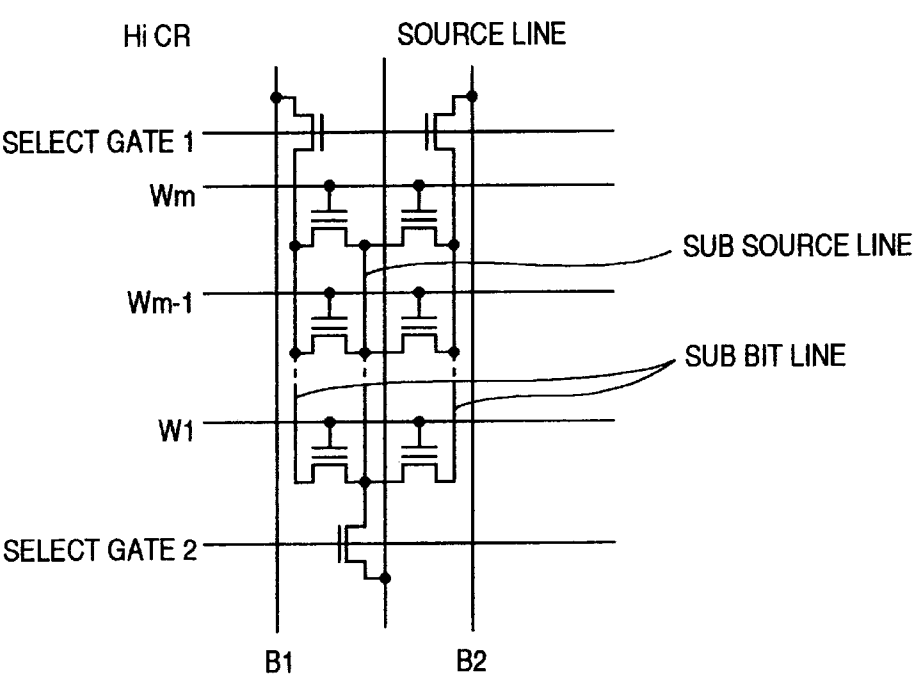 Hi CR
SOURCE LINE
SELECT GATE 1
Wm
SUB SOURCE LINE
Wm-1
SUB BIT LINE
W1
SELECT GATE 2
B1
B2